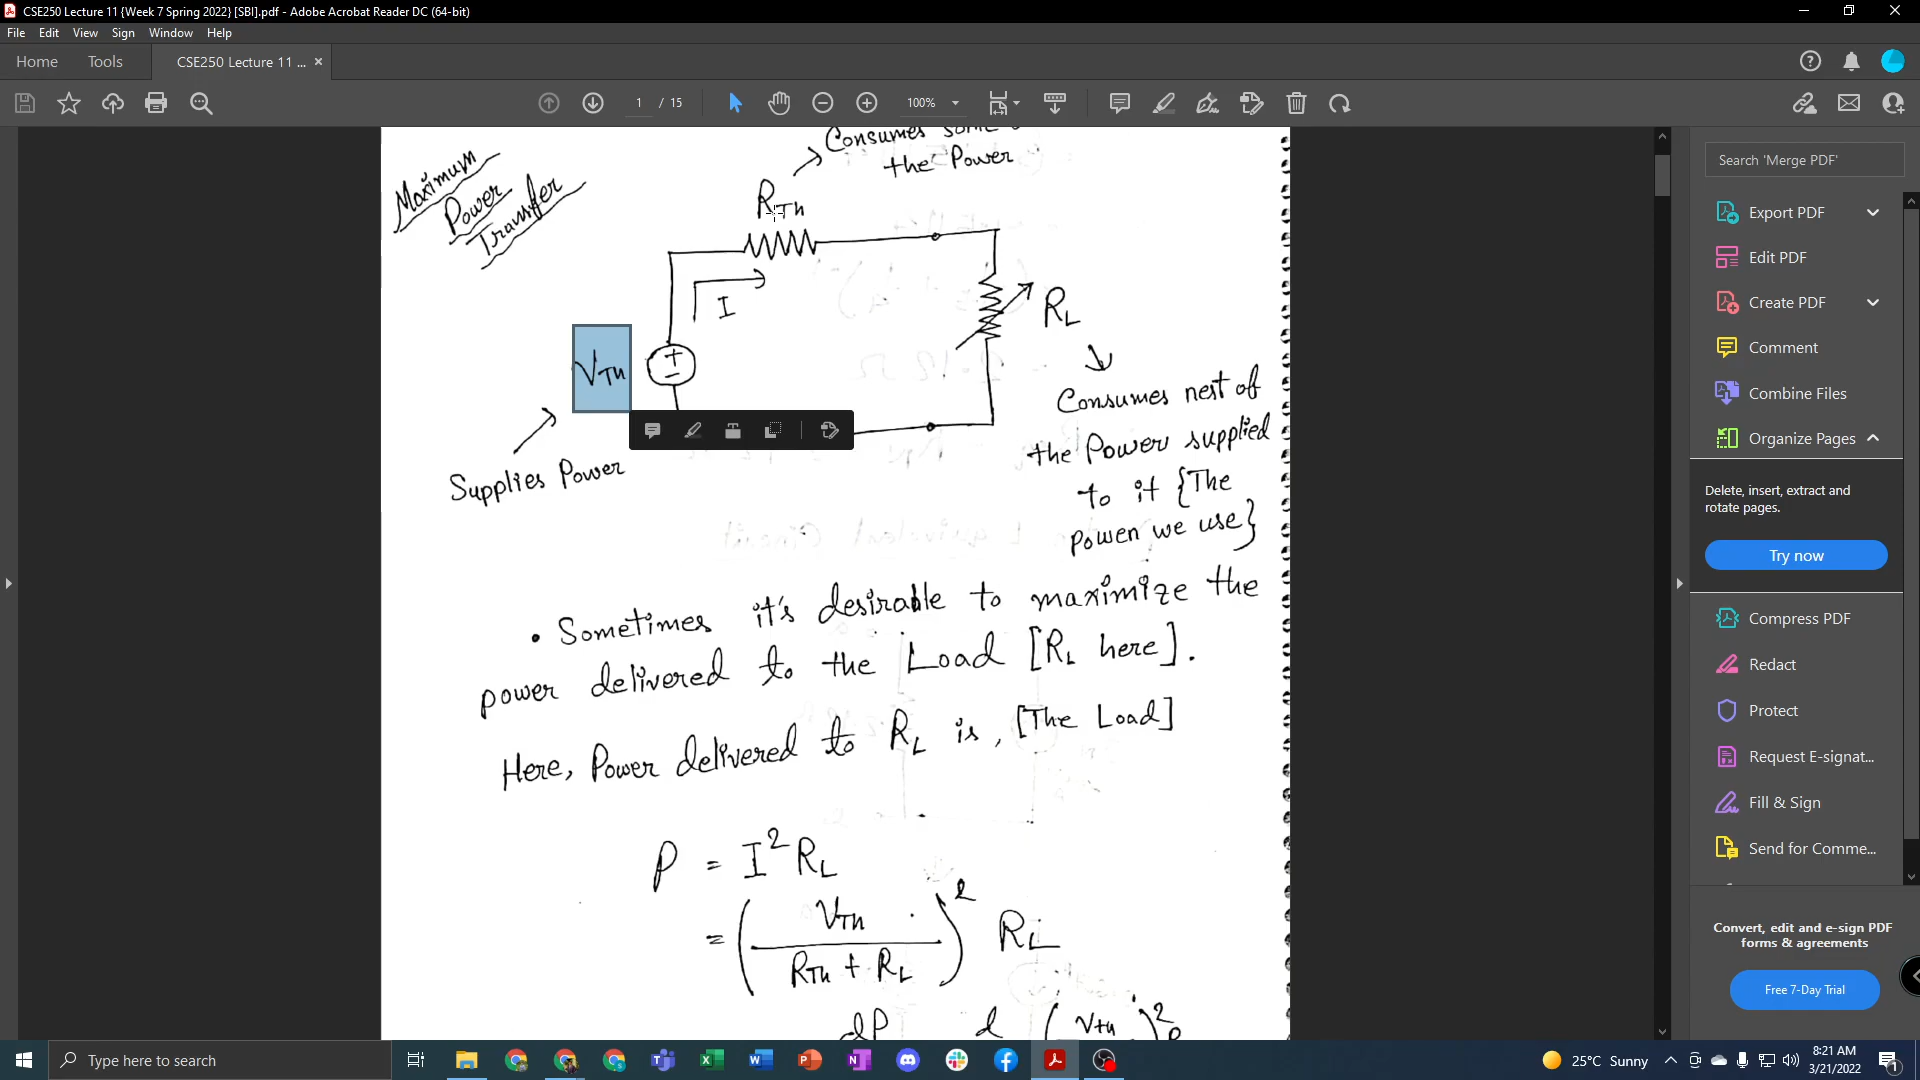 CSE250 Lecture 11 {Week 7 Spring 2022} [SBI].pdf - Adobe Acrobat Reader DC (64-bit)
File Edit View Sign Window Help
Home Tools CSE250 Lecture 11 ... ×
1 / 15 100%
Search 'Merge PDF'
Export PDF
Edit PDF
Create PDF
Comment
Combine Files
Organize Pages
Delete, insert, extract and
rotate pages.
Try now
Compress PDF
Redact
Protect
Request E-signat...
Fill & Sign
Send for Comme...
Convert, edit and e-sign PDF
forms & agreements
Free 7-Day Trial
Maximum
Power
Transfer
Consumes some
the Power
RTh
I
RL
VTh
+
-
Supplies Power
Consumes rest of
the Power supplied
to it {The
power we use}
• Sometimes it's desirable to maximize the
power delivered to the Load [RL here].
Here, Power delivered to RL is, [The Load]
P = I²RL
= (VTh / RTh + RL)² RL
dP d (VTh )²
Type here to search
25°C Sunny
8:21 AM
3/21/2022
1